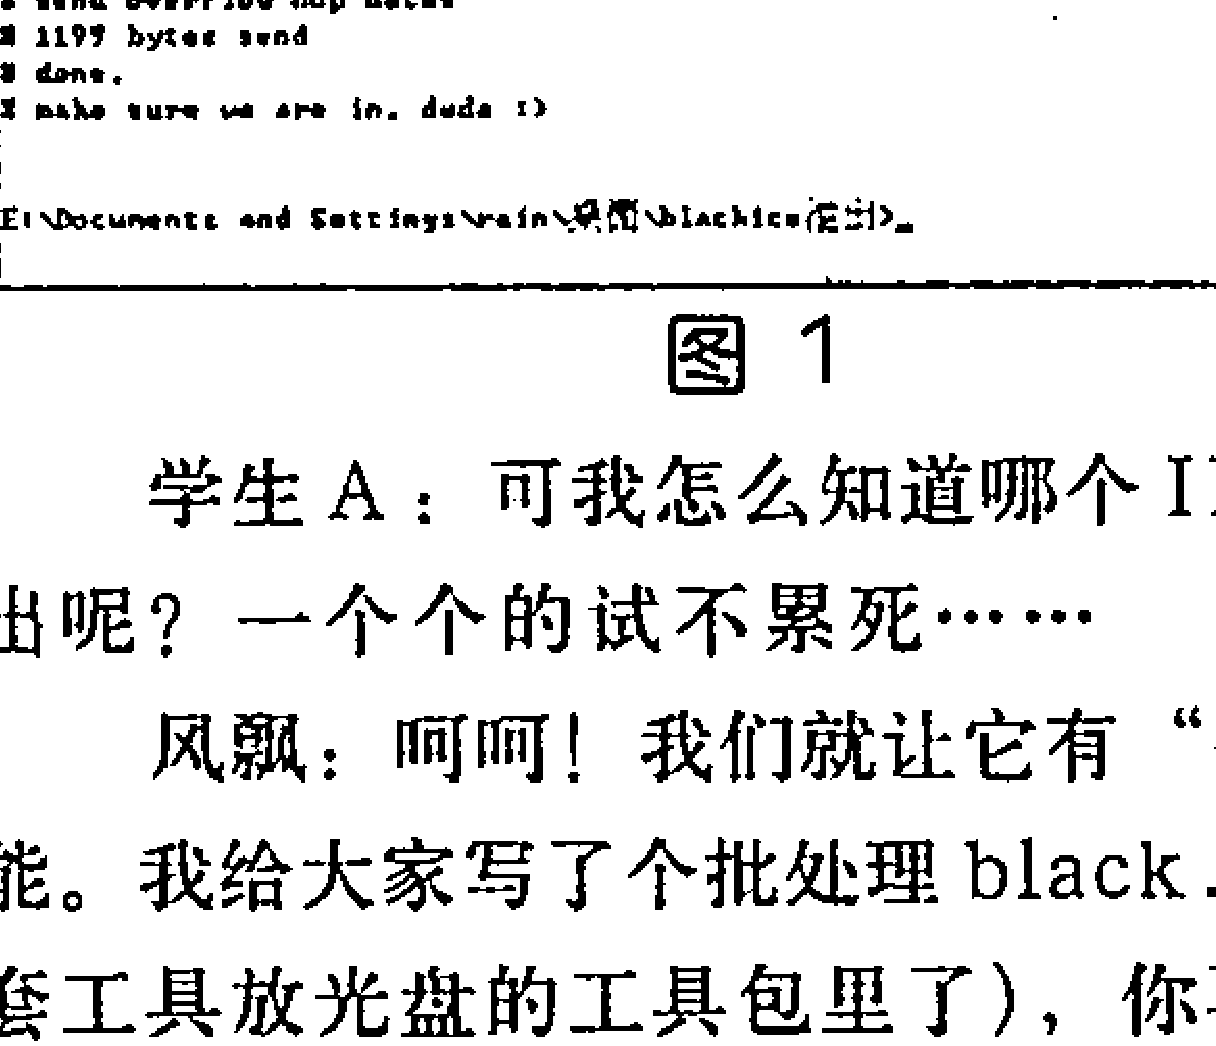 # 1199 bytes send
# done.
# make sure we are in, dude :)
E:\Documents and Settings\rain\桌面\blackice
图 1
学生 A：可我怎么知道哪个 I
出呢？一个个的试不累死……
风飘：呵呵！我们就让它有“
能。我给大家写了个批处理 black.
套工具放光盘的工具包里了），你